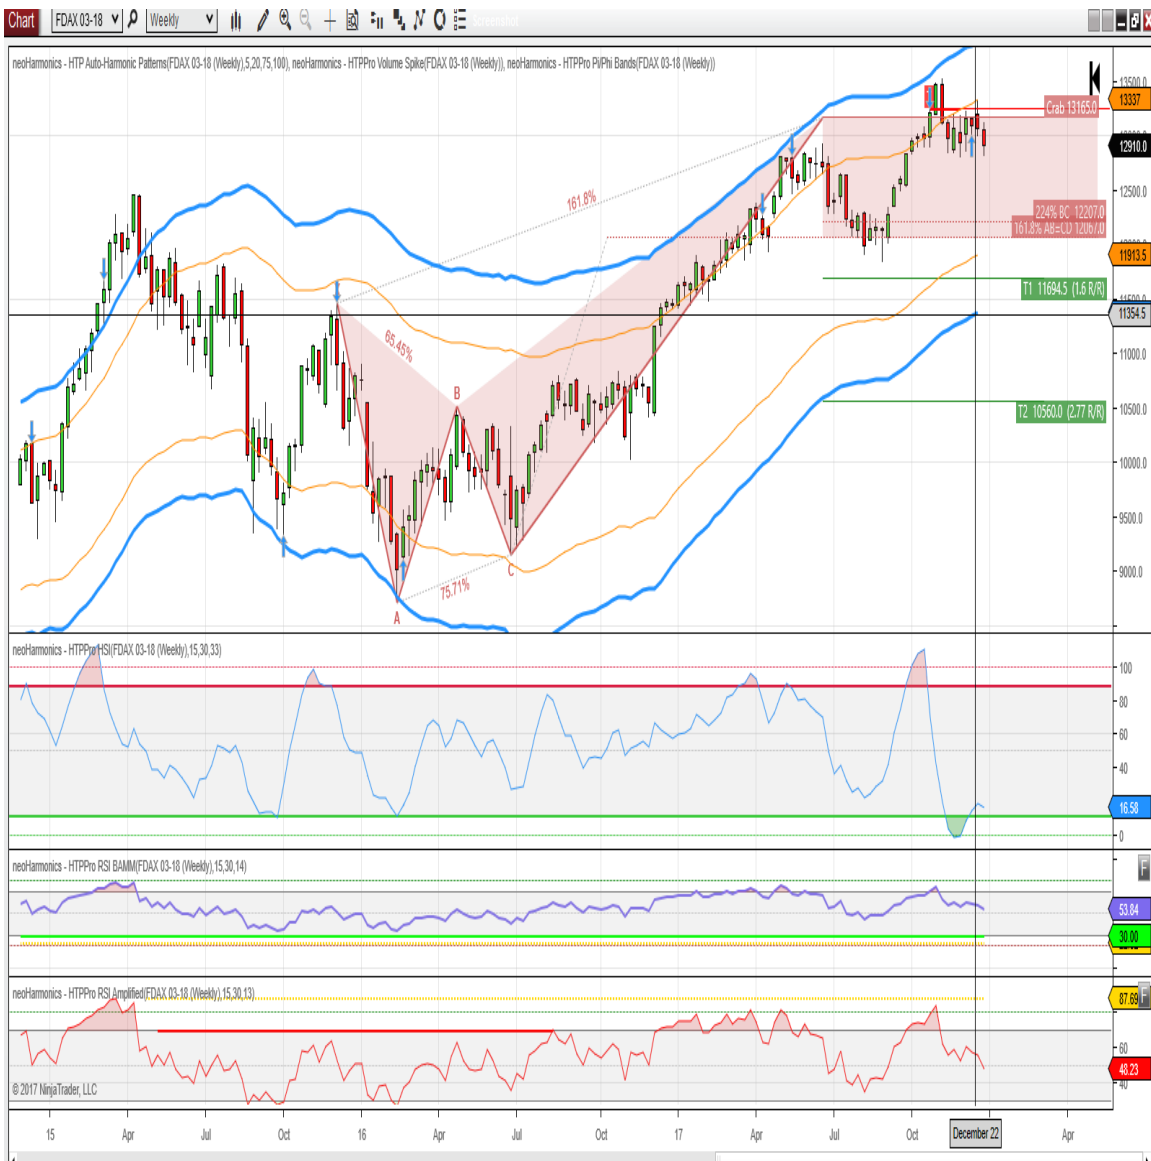 Chart FDAX 03-18 Weekly Screenshot
neoHarmonics - HTP Auto-Harmonic Patterns(FDAX 03-18 (Weekly),5,20,75,100), neoHarmonics - HTPPro Volume Spike(FDAX 03-18 (Weekly)), neoHarmonics - HTPPro Pi/Phi Bands(FDAX 03-18 (Weekly))
13500.0
13337
Crab 13165.0
12910.0
12500.0
161.8%
224% BC 12207.0
161.8% AB=CD 12067.0
11913.5
T1 11694.5 (1.6 R/R)
11354.5
65.45%
11000.0
B
T2 10560.0 (2.77 R/R)
10500.0
10000.0
9500.0
C
9000.0
75.71%
A
neoHarmonics - HTPPro HSI(FDAX 03-18 (Weekly),15,30,33)
100
80
60
40
16.58
0
neoHarmonics - HTPPro RSI BAMM(FDAX 03-18 (Weekly),15,30,14)
F
53.84
30.00
neoHarmonics - HTPPro RSI Amplified(FDAX 03-18 (Weekly),15,30,13)
87.69
F
60
48.23
40
© 2017 NinjaTrader, LLC
15 Apr Jul Oct 16 Apr Jul Oct 17 Apr Jul Oct December 22 Apr